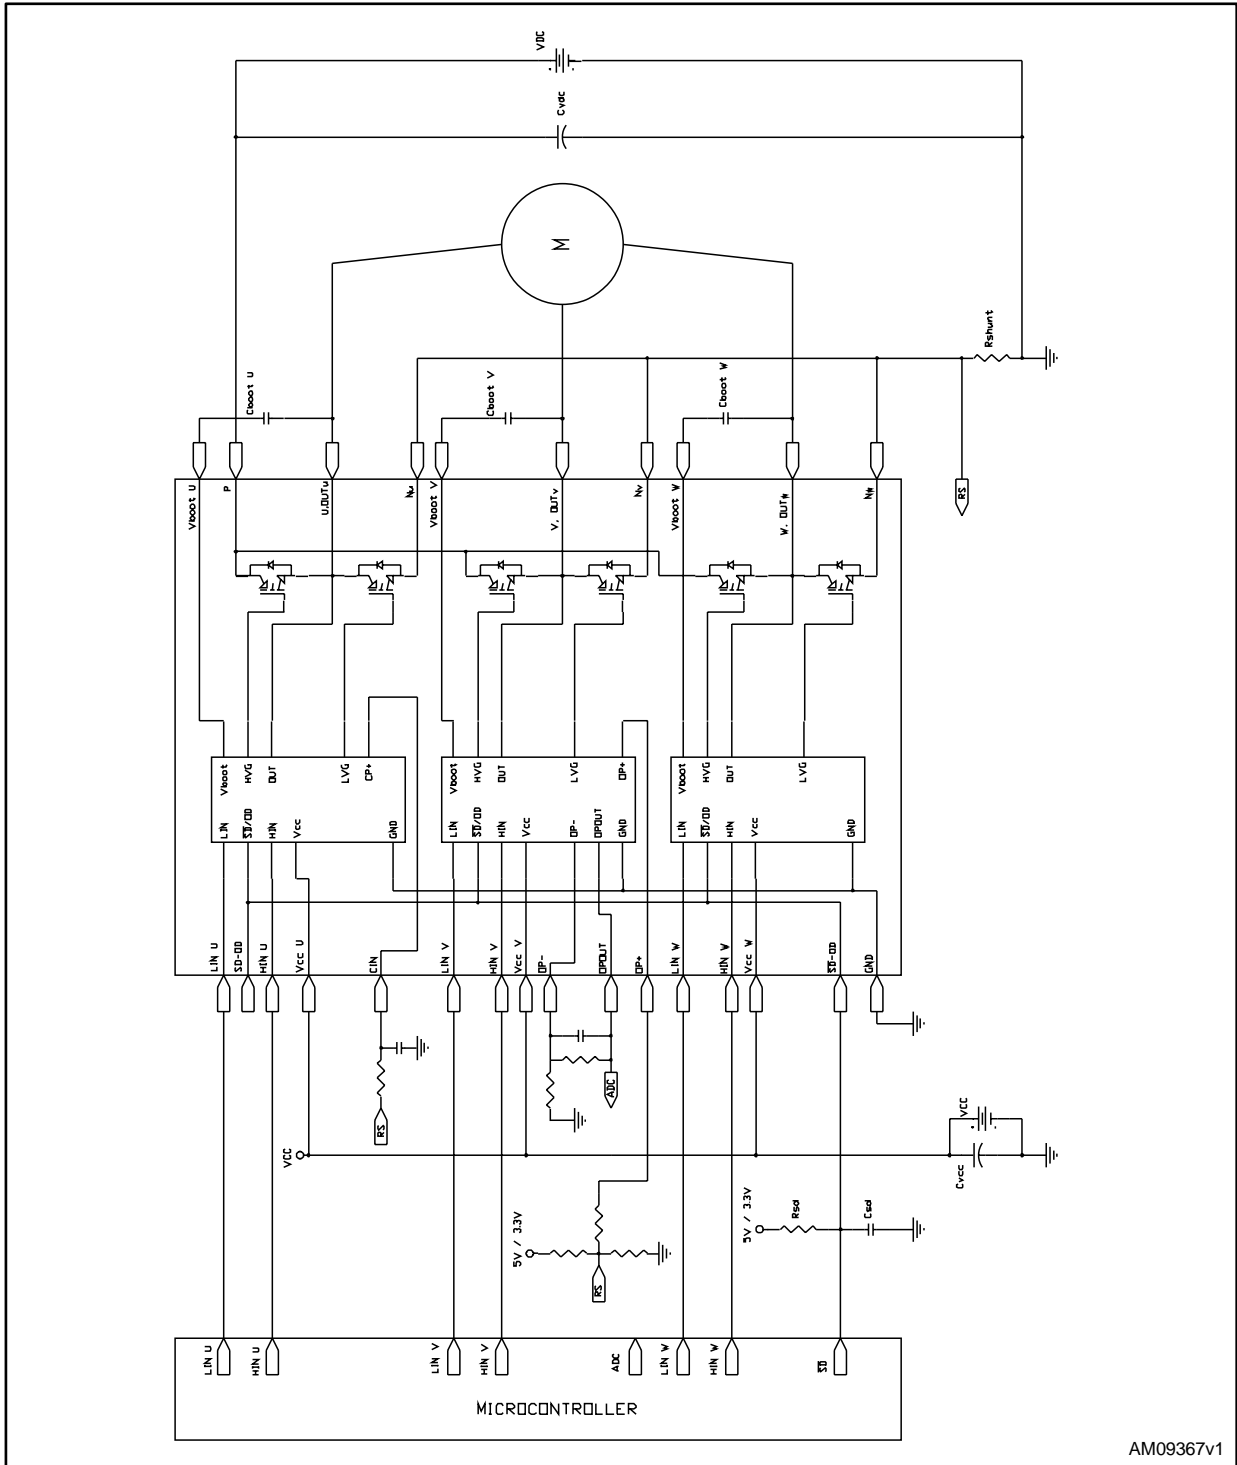 VDC
Cvdc
M
Rshunt
Cboot U
Cboot V
Cboot W
Vboot U
P
U,OUTu
Nu
Vboot V
V, OUTv
Nv
Vboot W
W. OUTw
Nw
RS
Vboot
HVG
OUT
LVG
CP+
LIN
SD/OD
HIN
Vcc
GND
Vboot
HVG
OUT
LVG
OP+
LIN
SD/OD
HIN
Vcc
OP-
OPOUT
GND
Vboot
HVG
OUT
LVG
LIN
SD/OD
HIN
Vcc
GND
LIN U
SD-OD
HIN U
Vcc U
CIN
LIN V
HIN V
Vcc V
OP-
OPOUT
OP+
LIN W
HIN W
Vcc W
SD-OD
GND
RS
ADC
VCC
VCC
Cvcc
5V / 3.3V
RS
5V / 3.3V
Rsd
Csd
LIN U
HIN U
LIN V
HIN V
ADC
LIN W
HIN W
SD
MICROCONTROLLER
AM09367v1